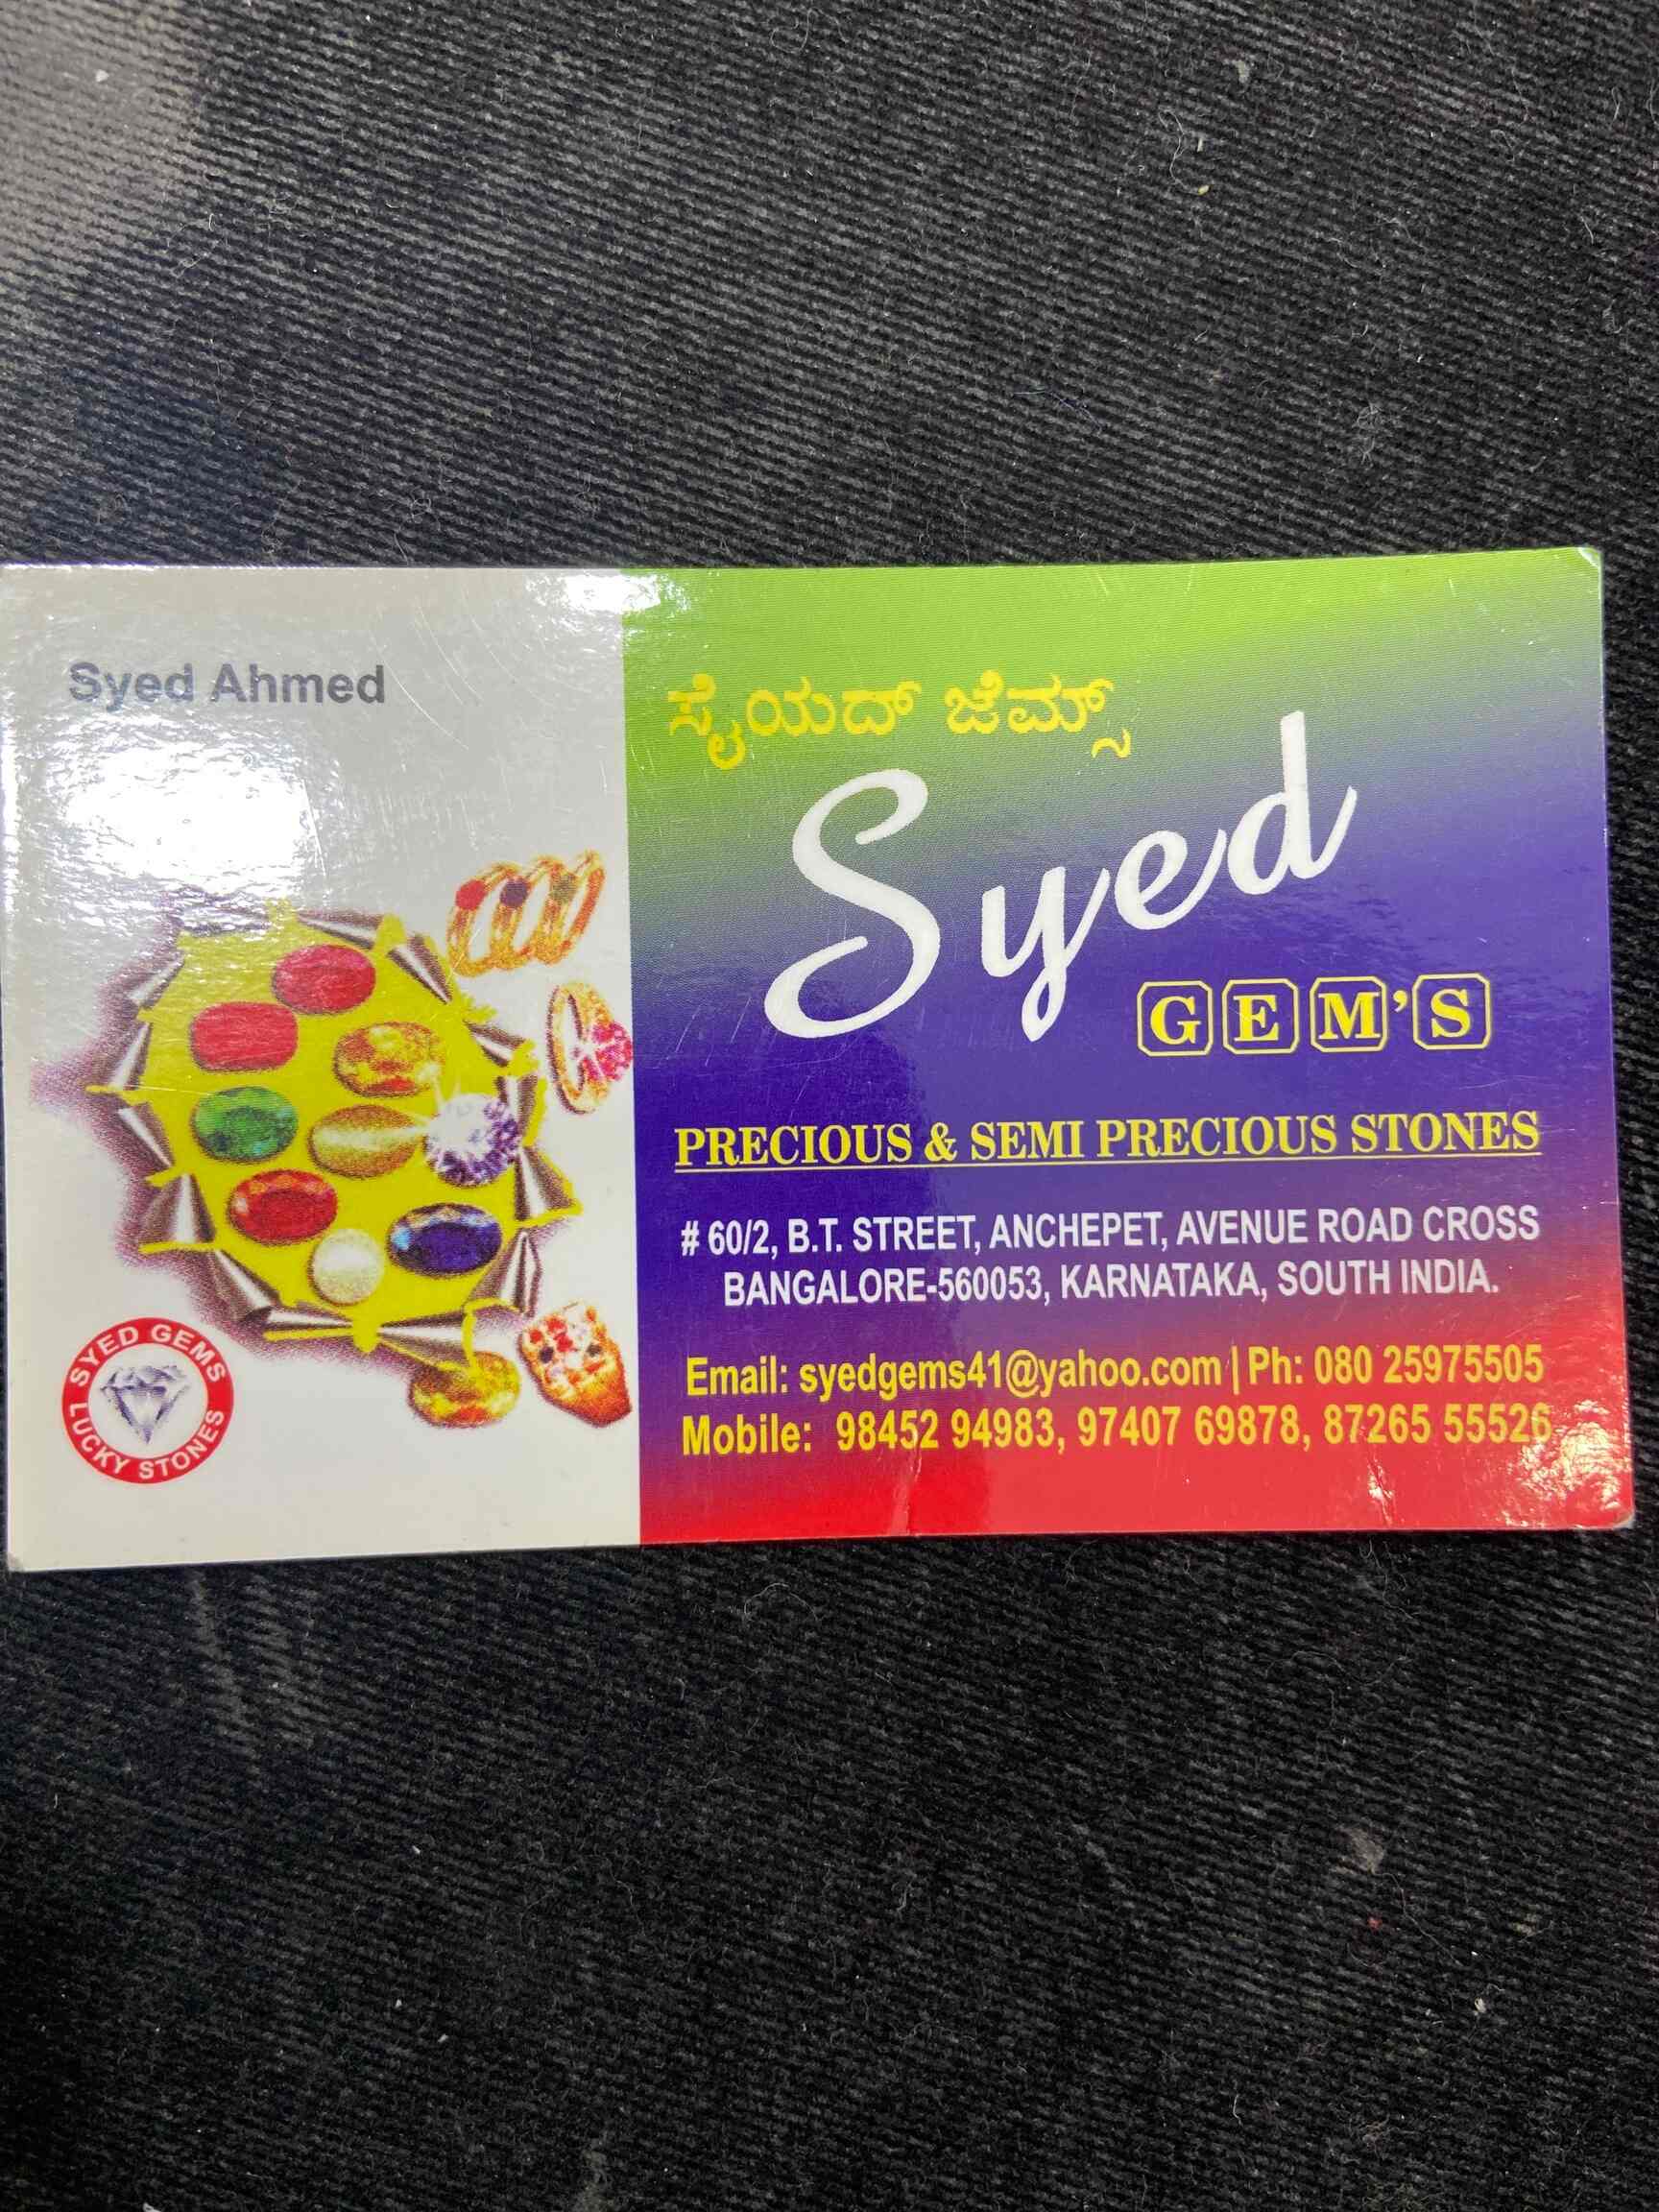 Syed Ahmed
ಸೈಯದ್ ಜೆಮ್ಸ್
Syed
GEM'S
PRECIOUS & SEMI PRECIOUS STONES
# 60/2, B.T. STREET, ANCHEPET, AVENUE ROAD CROSS
BANGALORE-560053, KARNATAKA, SOUTH INDIA.
Email: syedgems41@yahoo.com | Ph: 080 25975505
Mobile: 98452 94983, 97407 69878, 87265 55526
SYED GEMS
LUCKY STONES